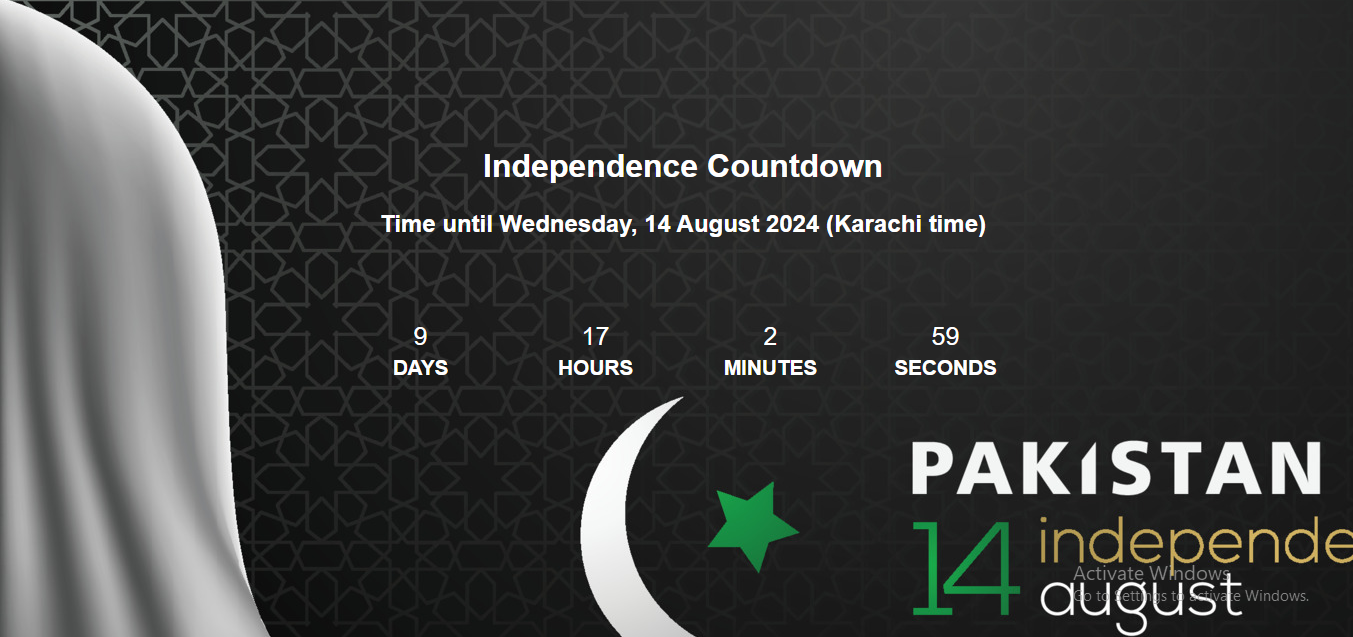 Independence Countdown
Time until Wednesday, 14 August 2024 (Karachi time)
9 17 2 59
DAYS HOURS MINUTES SECONDS
PAKISTAN
14 independe
august
Activate Windows
Go to Settings to activate Windows.